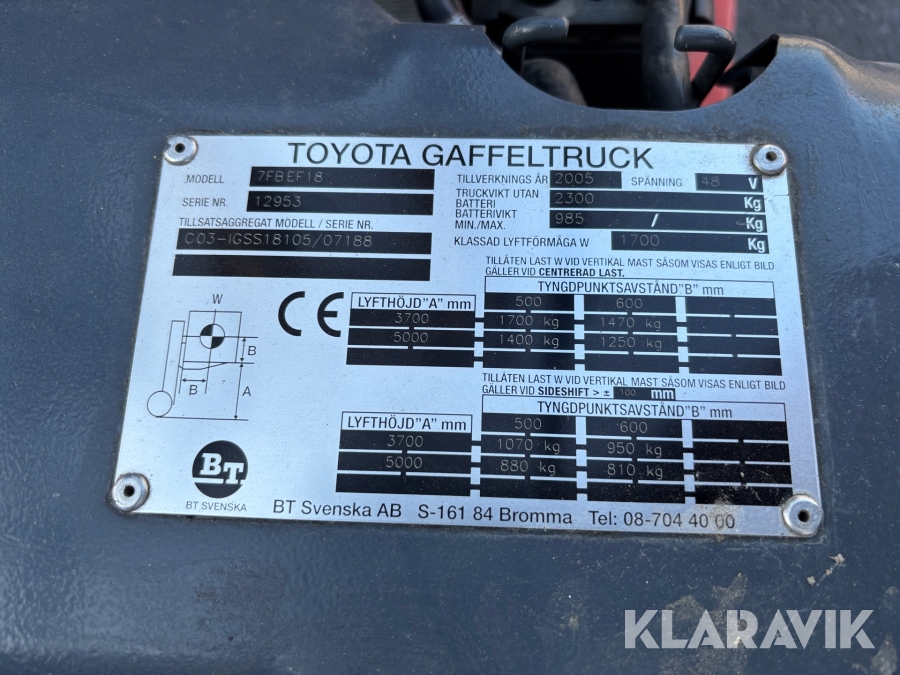 TOYOTA GAFFELTRUCK
MODELL 7FBEF18
SERIE NR. 12953
TILLSATSAGGREGAT MODELL / SERIE NR.
C03-IGSS18105/07188
TILLVERKNINGS ÅR 2005 SPÄNNING 48 V
TRUCKVIKT UTAN BATTERI 2300 Kg
BATTERIVIKT MIN./MAX. 985 / Kg
KLASSAD LYFTFÖRMÅGA W 1700 Kg
TILLÅTEN LAST W VID VERTIKAL MAST SÅSOM VISAS ENLIGT BILD
GÄLLER VID CENTRERAD LAST.
TYNGDPUNKTSAVSTÅND"B" mm
LYFTHÖJD"A" mm 500 600
3700 1700 kg 1470 kg
5000 1400 kg 1250 kg
TILLÅTEN LAST W VID VERTIKAL MAST SÅSOM VISAS ENLIGT BILD
GÄLLER VID SIDESHIFT > ± 100 mm
TYNGDPUNKTSAVSTÅND"B" mm
LYFTHÖJD"A" mm 500 600
3700 1070 kg 950 kg
5000 880 kg 810 kg
CE
W
B
B
A
BT
BT SVENSKA
BT Svenska AB S-161 84 Bromma Tel: 08-704 40 00
KLARAVIK